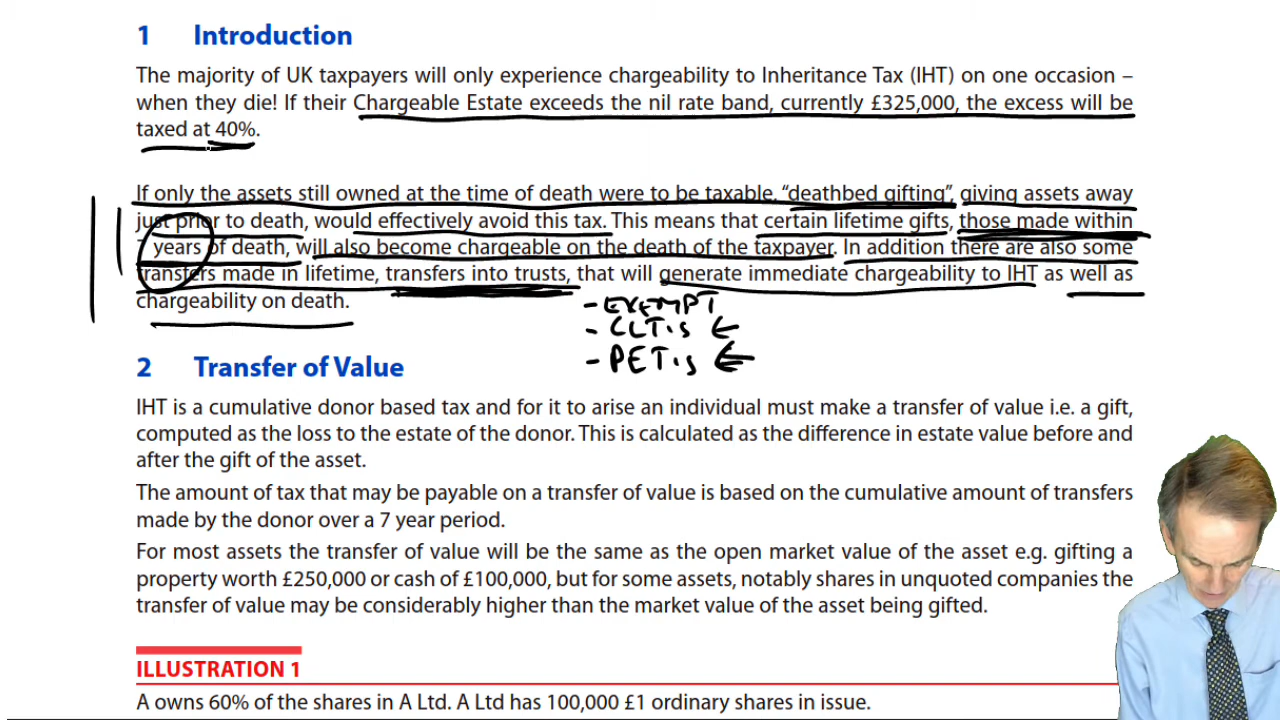 1 Introduction
The majority of UK taxpayers will only experience chargeability to Inheritance Tax (IHT) on one occasion –
when they die! If their Chargeable Estate exceeds the nil rate band, currently £325,000, the excess will be
taxed at 40%.
If only the assets still owned at the time of death were to be taxable, “deathbed gifting”, giving assets away
just prior to death, would effectively avoid this tax. This means that certain lifetime gifts, those made within
7 years of death, will also become chargeable on the death of the taxpayer. In addition there are also some
transfers made in lifetime, transfers into trusts, that will generate immediate chargeability to IHT as well as
chargeability on death.
- EXEMPT
- CLT's ←
- PET's ←
2 Transfer of Value
IHT is a cumulative donor based tax and for it to arise an individual must make a transfer of value i.e. a gift,
computed as the loss to the estate of the donor. This is calculated as the difference in estate value before and
after the gift of the asset.
The amount of tax that may be payable on a transfer of value is based on the cumulative amount of transfers
made by the donor over a 7 year period.
For most assets the transfer of value will be the same as the open market value of the asset e.g. gifting a
property worth £250,000 or cash of £100,000, but for some assets, notably shares in unquoted companies the
transfer of value may be considerably higher than the market value of the asset being gifted.
ILLUSTRATION 1
A owns 60% of the shares in A Ltd. A Ltd has 100,000 £1 ordinary shares in issue.